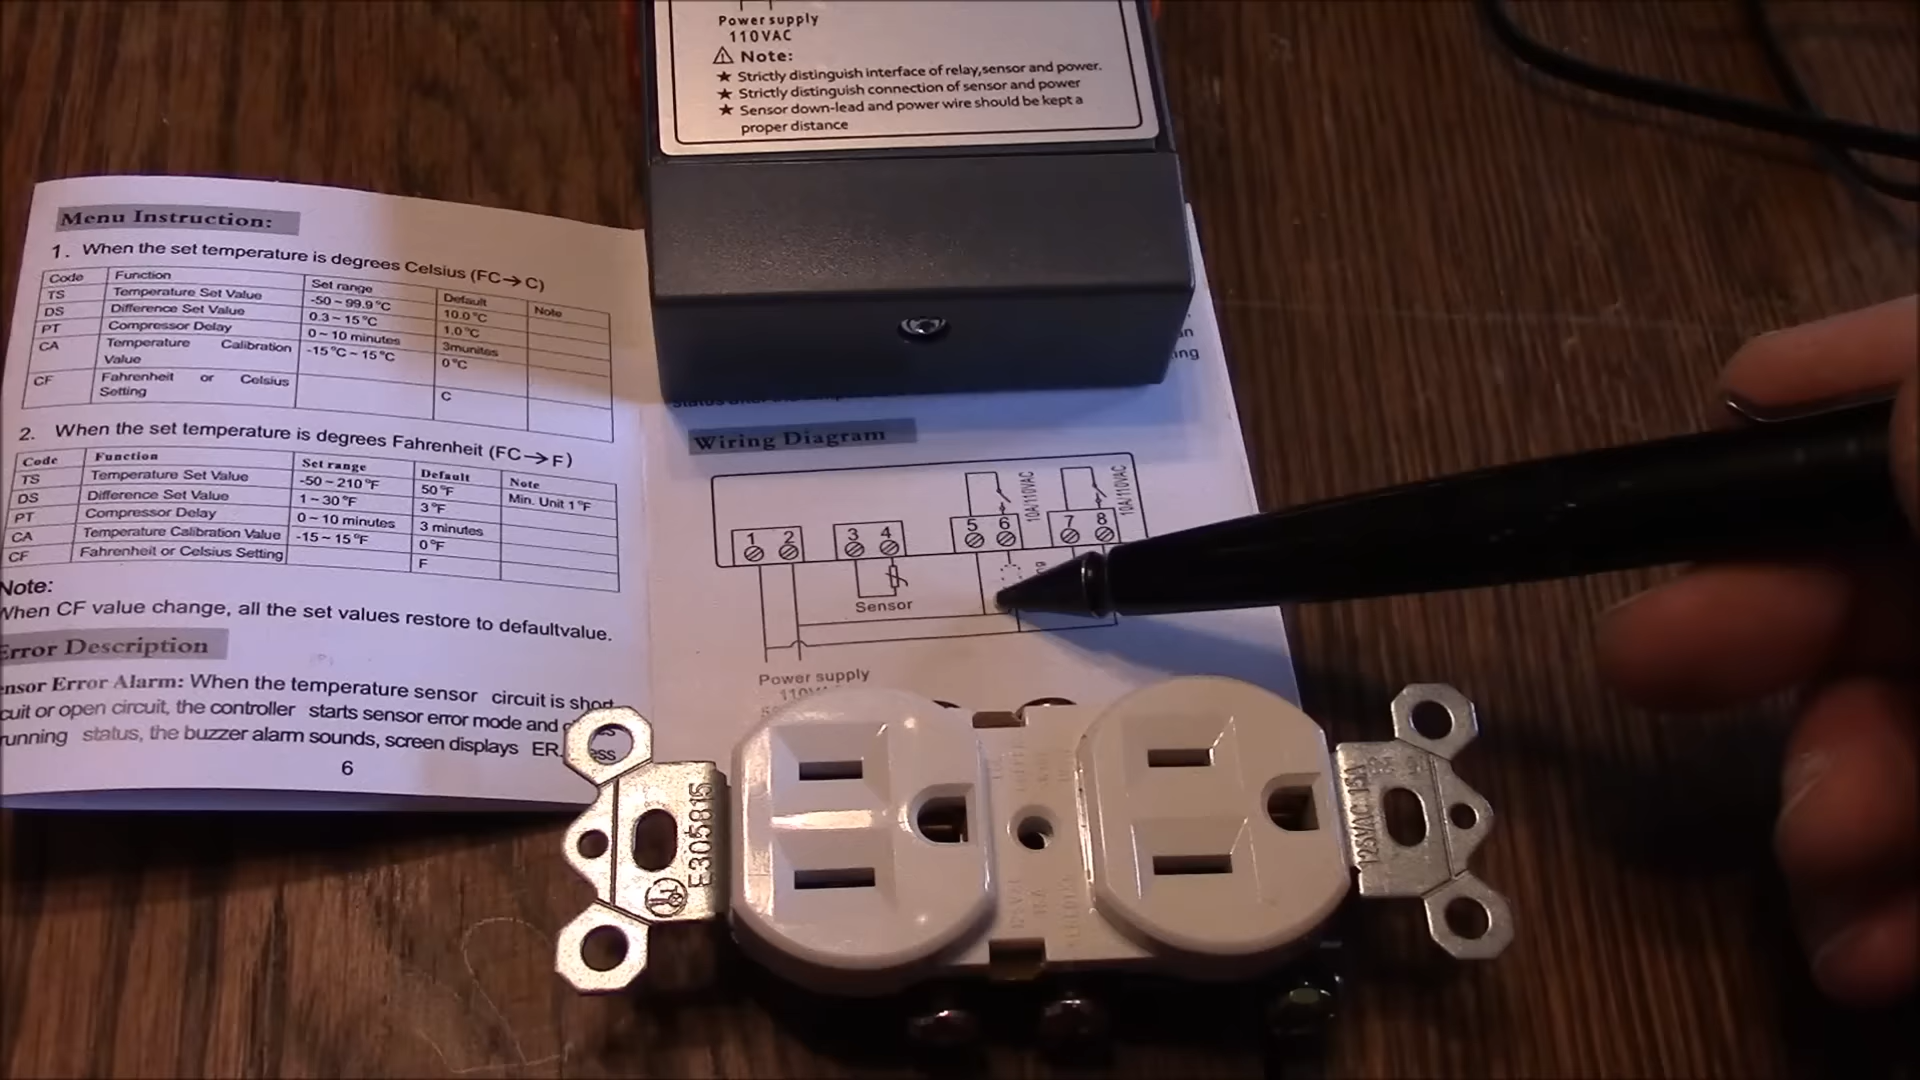 Power supply
110VAC
⚠ Note:
★ Strictly distinguish interface of relay,sensor and power.
★ Strictly distinguish connection of sensor and power
★ Sensor down-lead and power wire should be kept a
proper distance
Menu Instruction:
1. When the set temperature is degrees Celsius (FC→C)
Code Function Set range Default Note
TS Temperature Set Value -50~99.9°C 10.0°C
DS Difference Set Value 0.3~15°C 1.0°C
PT Compressor Delay 0~10 minutes 3munites
CA Temperature Calibration -15°C~15°C 0°C
Value
CF Fahrenheit or Celsius C
Setting
2. When the set temperature is degrees Fahrenheit (FC→F)
Code Function Set range Default Note
TS Temperature Set Value -50~210°F 50°F Min. Unit 1°F
DS Difference Set Value 1~30°F 3°F
PT Compressor Delay 0~10 minutes 3 minutes
CA Temperature Calibration Value -15~15°F 0°F
CF Fahrenheit or Celsius Setting F
Note:
When CF value change, all the set values restore to defaultvalue.
Error Description
ensor Error Alarm: When the temperature sensor circuit is short
cuit or open circuit, the controller starts sensor error mode and
running status, the buzzer alarm sounds, screen displays ER.
6
Wiring Diagram
10A/110VAC 10A/110VAC
1 2 3 4 5 6 7 8
Sensor
Power supply
E305815
125VAC 15A